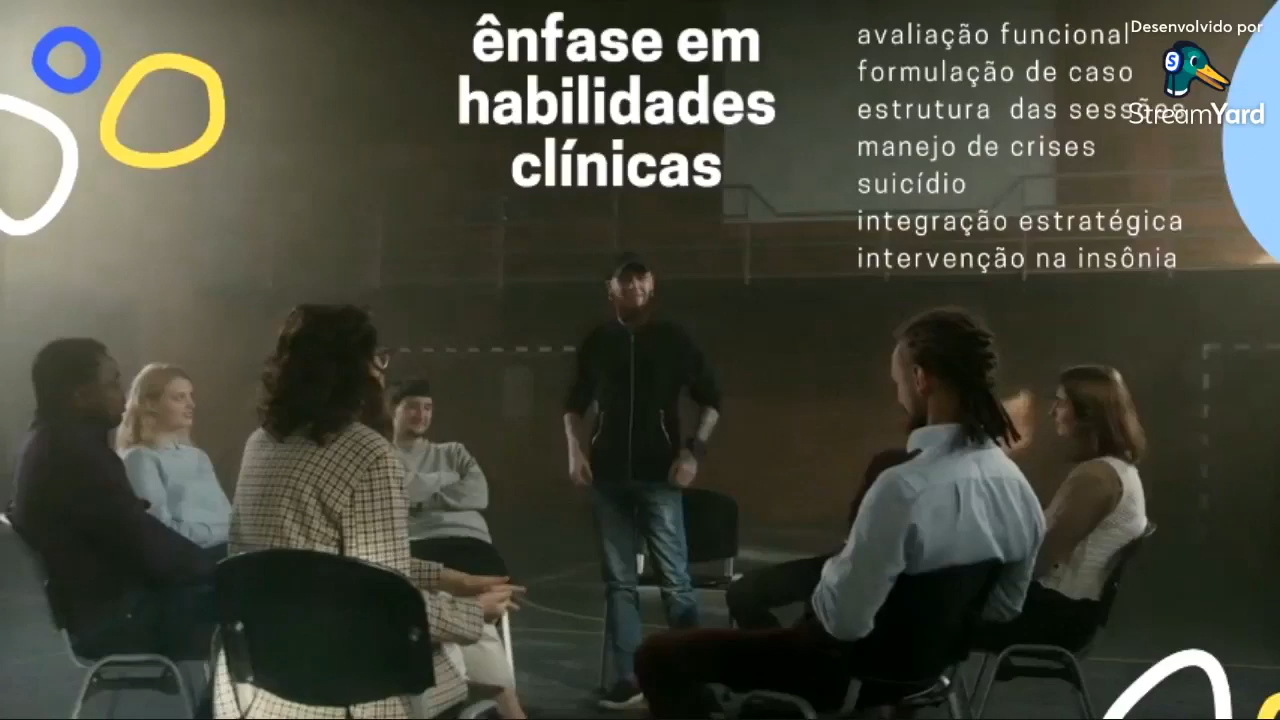 ênfase em
habilidades
clínicas
avaliação funcional
formulação de caso
estrutura das sessões
manejo de crises
suicídio
integração estratégica
intervenção na insônia
Desenvolvido por
StreamYard